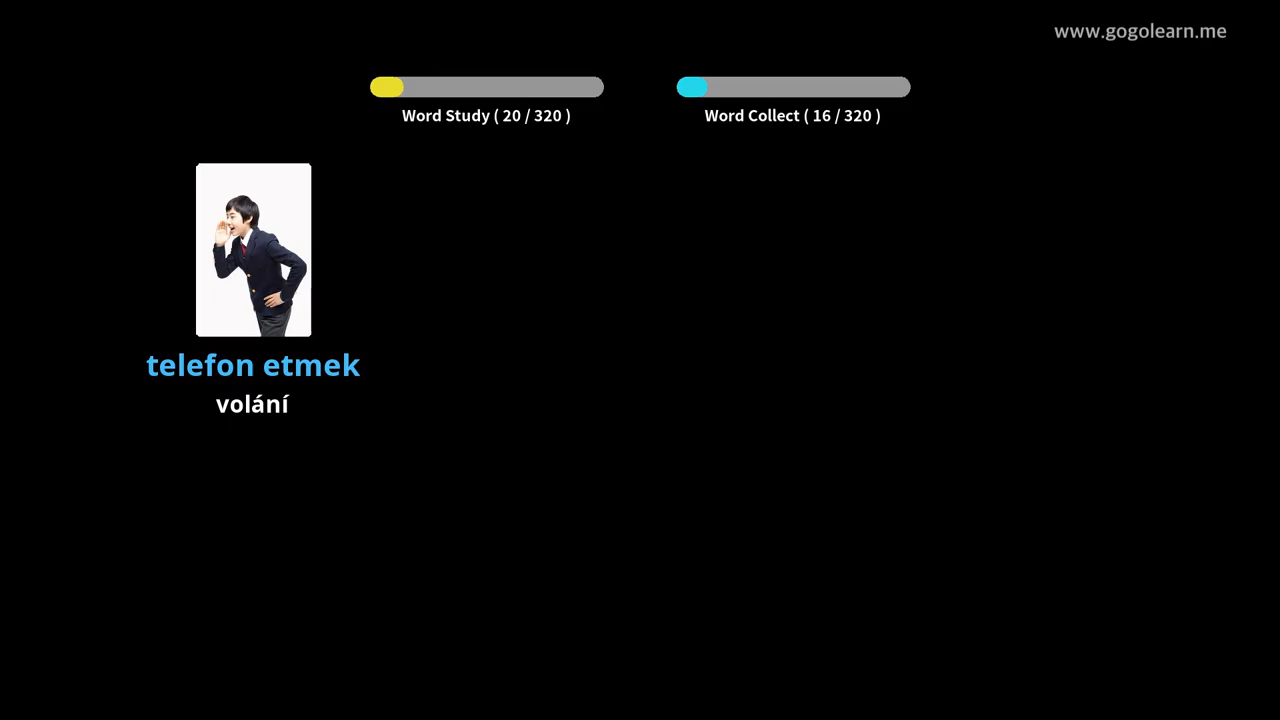 www.gogolearn.me
Word Study ( 20 / 320 )
Word Collect ( 16 / 320 )
telefon etmek
volání